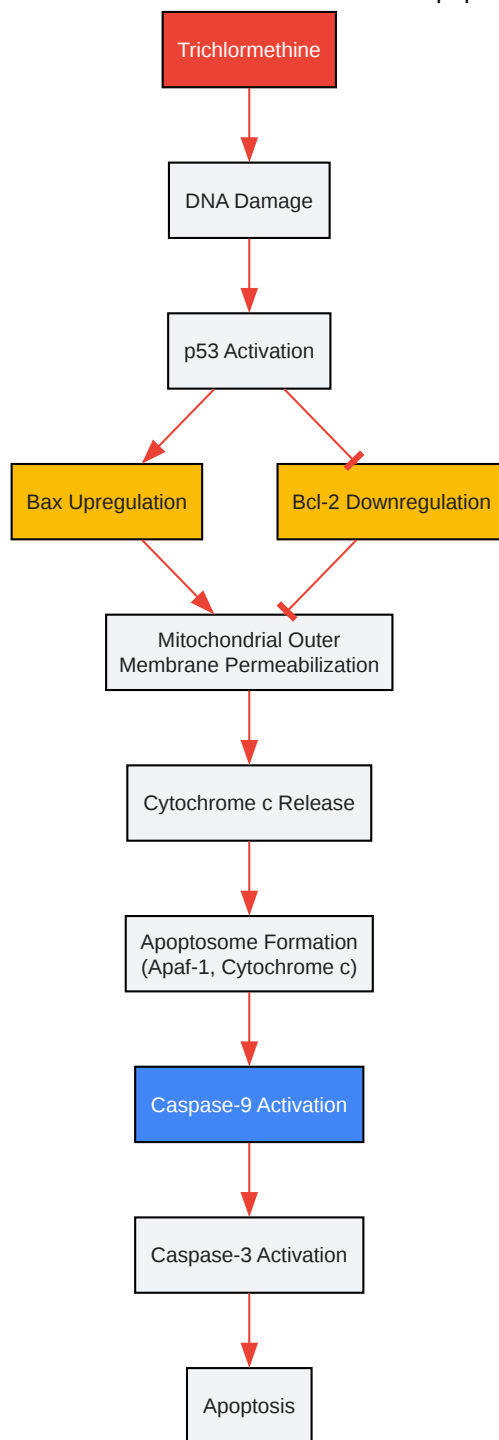 Trichlormethine
DNA Damage
p53 Activation
Bax Upregulation
Bcl-2 Downregulation
Mitochondrial Outer
Membrane Permeabilization
Cytochrome c Release
Apoptosome Formation
(Apaf-1, Cytochrome c)
Caspase-9 Activation
Caspase-3 Activation
Apoptosis